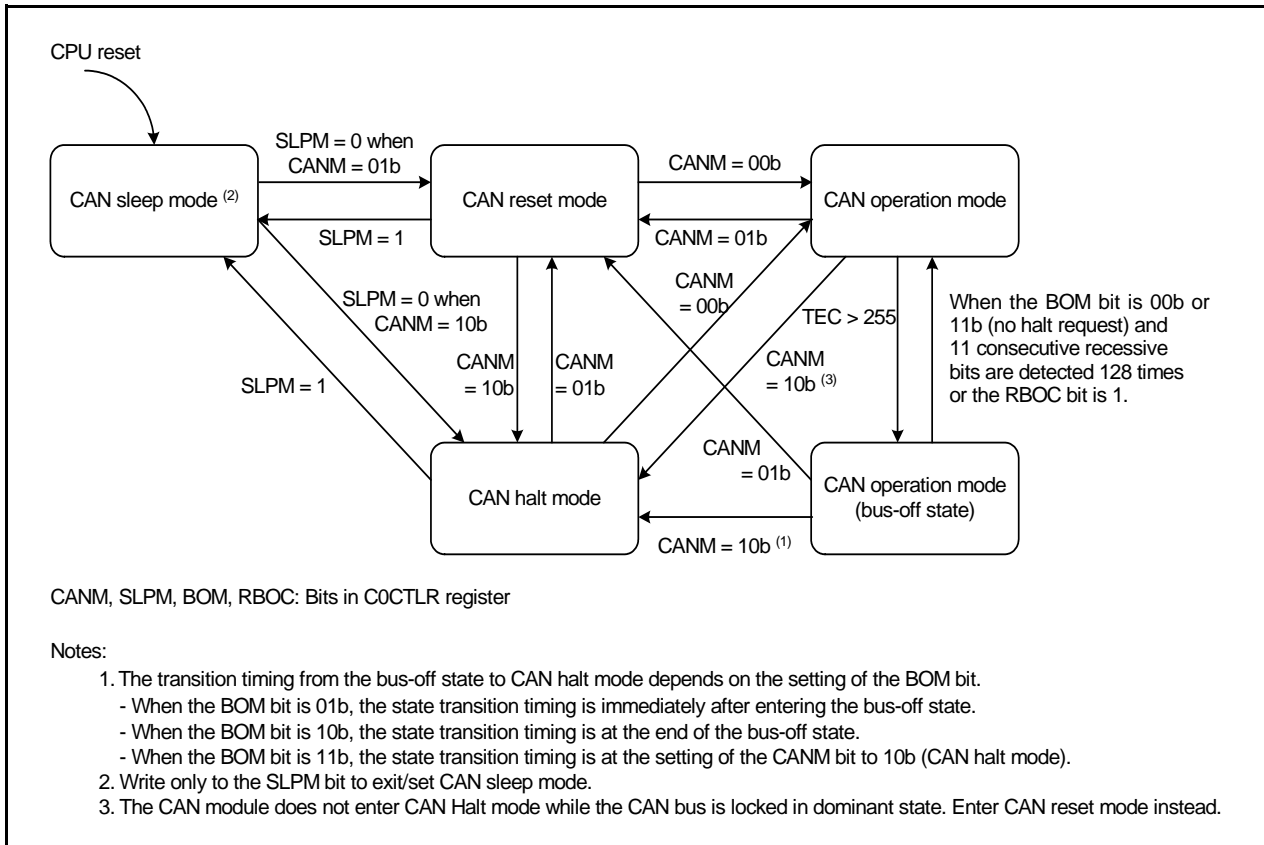 CPU reset
SLPM = 0 when
CANM = 01b
CAN sleep mode (2)
SLPM = 1
CAN reset mode
CANM = 00b
CANM = 01b
CAN operation mode
SLPM = 0 when
CANM = 10b
SLPM = 1
CANM
= 10b
CANM
= 01b
CANM
= 00b
TEC > 255
CANM
= 10b (3)
When the BOM bit is 00b or
11b (no halt request) and
11 consecutive recessive
bits are detected 128 times
or the RBOC bit is 1.
CANM
= 01b
CAN halt mode
CANM = 10b (1)
CAN operation mode
(bus-off state)
CANM, SLPM, BOM, RBOC: Bits in C0CTLR register
Notes:
1. The transition timing from the bus-off state to CAN halt mode depends on the setting of the BOM bit.
- When the BOM bit is 01b, the state transition timing is immediately after entering the bus-off state.
- When the BOM bit is 10b, the state transition timing is at the end of the bus-off state.
- When the BOM bit is 11b, the state transition timing is at the setting of the CANM bit to 10b (CAN halt mode).
2. Write only to the SLPM bit to exit/set CAN sleep mode.
3. The CAN module does not enter CAN Halt mode while the CAN bus is locked in dominant state. Enter CAN reset mode instead.